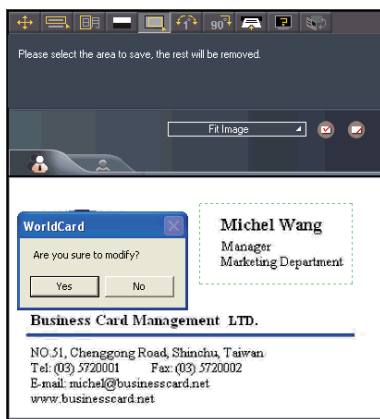 1°
90°
Please select the area to save, the rest will be removed.
Fit Image
WorldCard
Are you sure to modify?
Yes
No
Michel Wang
Manager
Marketing Department
Business Card Management LTD.
NO.51, Chenggong Road, Shinchu, Taiwan
Tel: (03) 5720001 Fax: (03) 5720002
E-mail: michel@businesscard.net
www.businesscard.net